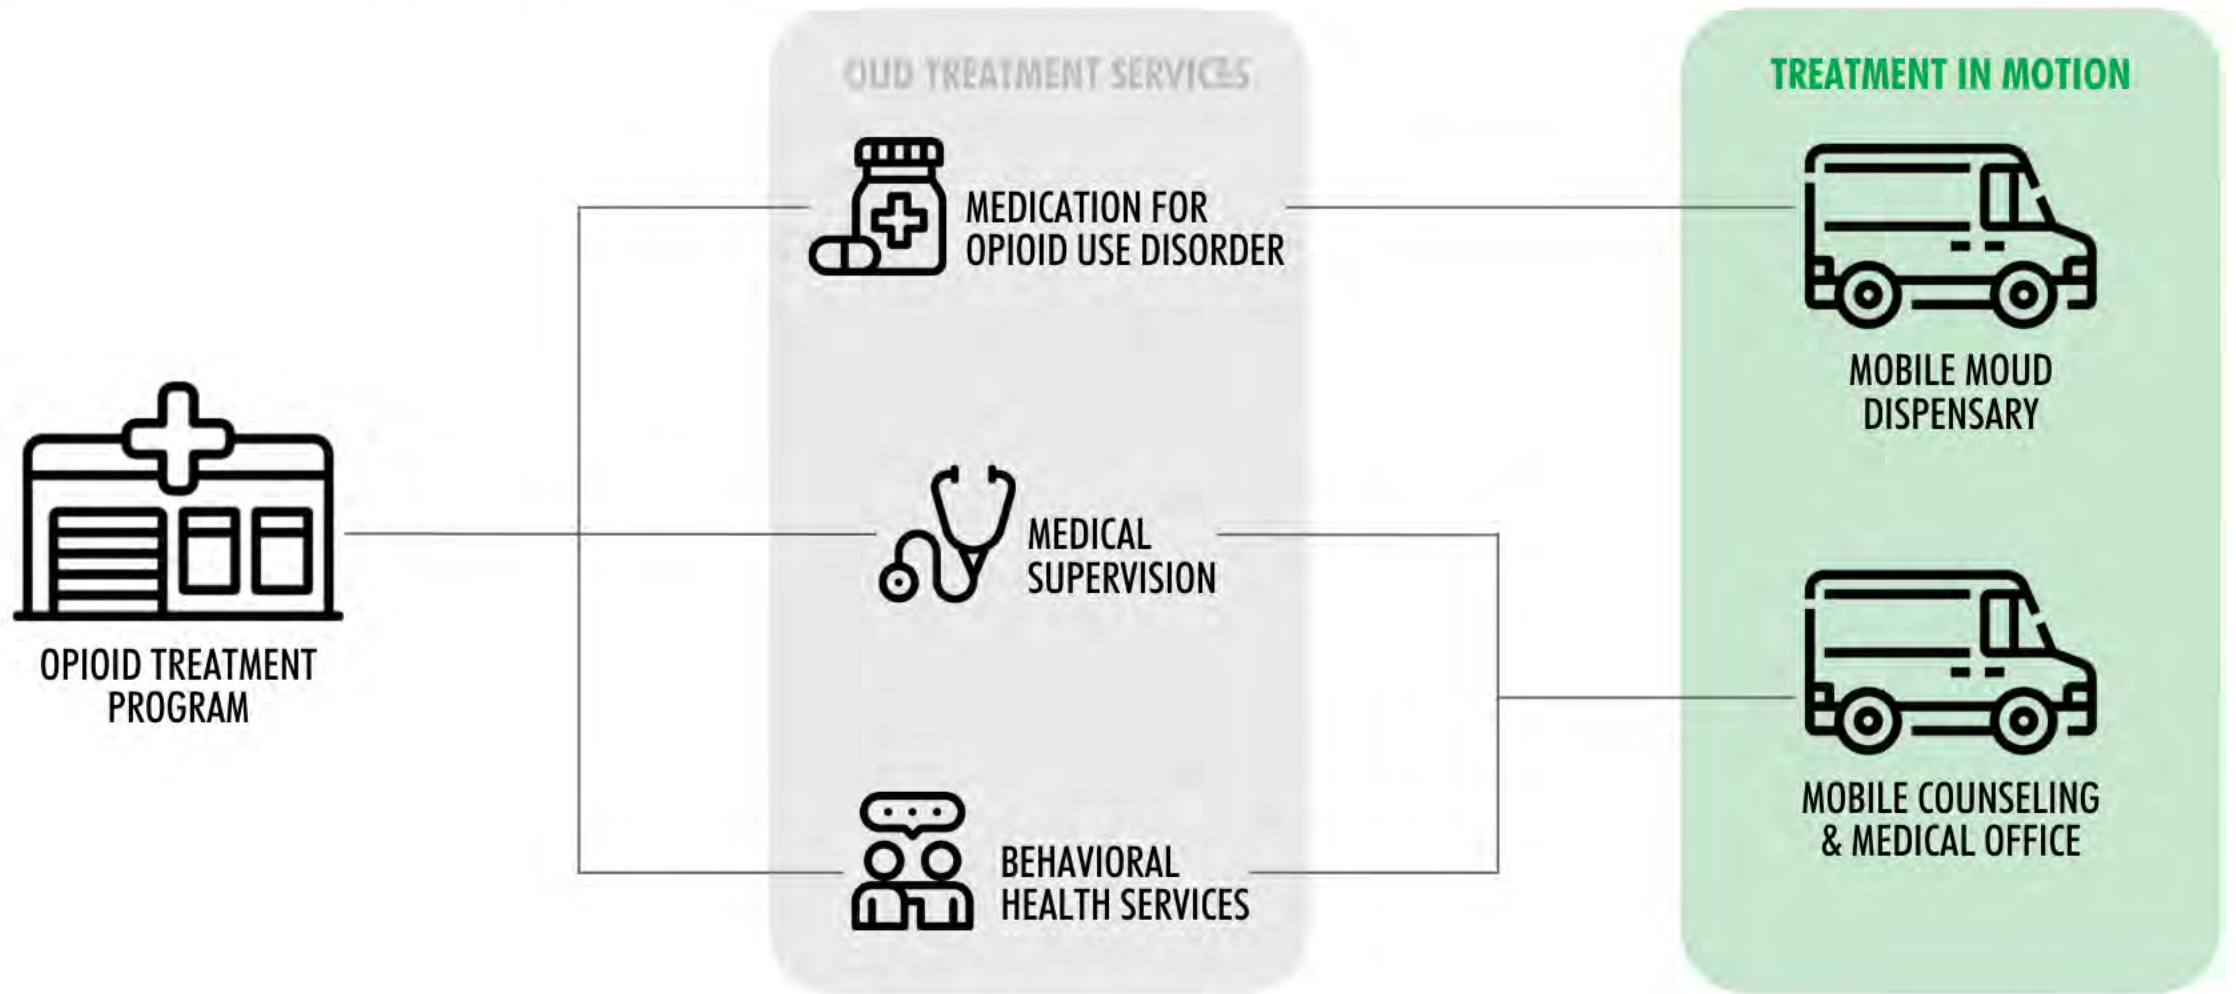 OUD TREATMENT SERVICES
TREATMENT IN MOTION
MEDICATION FOR
OPIOID USE DISORDER
MOBILE MOUD
DISPENSARY
OPIOID TREATMENT
PROGRAM
MEDICAL
SUPERVISION
MOBILE COUNSELING
& MEDICAL OFFICE
BEHAVIORAL
HEALTH SERVICES